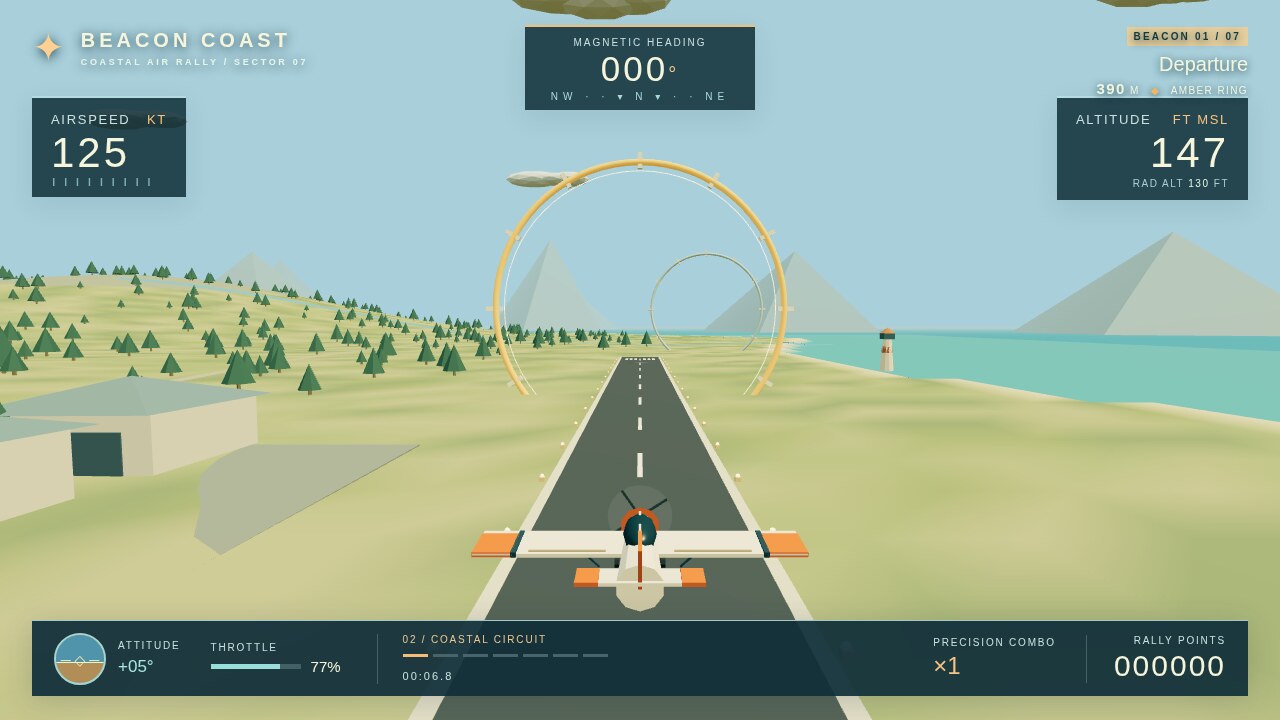 BEACON COAST
COASTAL AIR RALLY / SECTOR 07
MAGNETIC HEADING
000°
NW · · ▾ N ▾ · · NE
BEACON 01 / 07
Departure
390 M ◆ AMBER RING
AIRSPEED KT
125
ALTITUDE FT MSL
147
RAD ALT 130 FT
ATTITUDE
+05°
THROTTLE
77%
02 / COASTAL CIRCUIT
00:06.8
PRECISION COMBO
×1
RALLY POINTS
000000